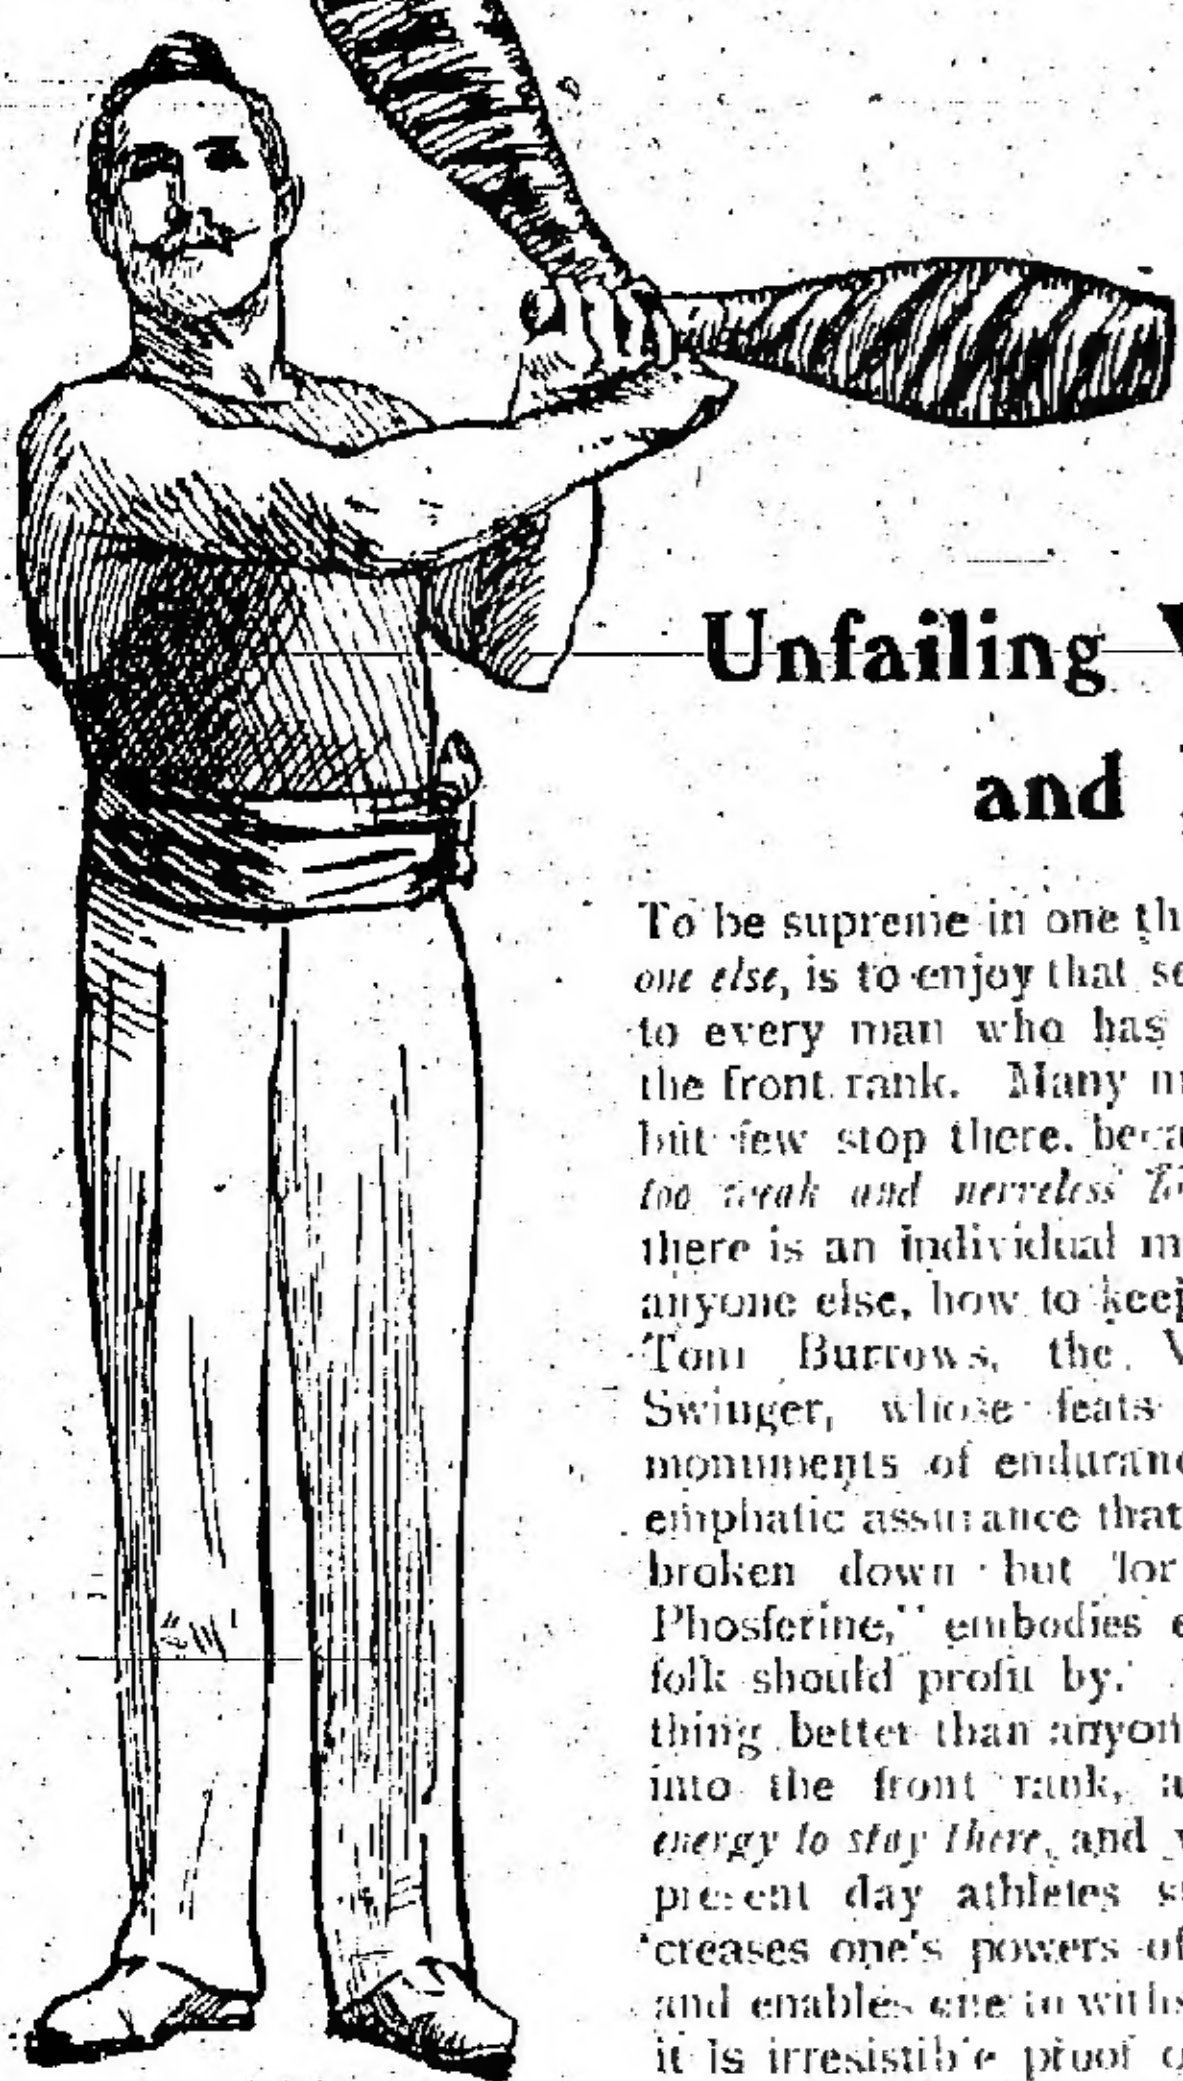 Unfailing
and
To be supreme in one th
one else, is to enjoy that se
to every man who has
the front rank. Many m
but few stop there, beca
too weak and nerveless to
there is an individual m
anyone else, how to keep
Tom Burrows, the
Swinger, whose feats
monuments of enduranc
emphatic assurance that
broken down but for
Phosferine," embodies e
folk should profit by.
thing better than anyon
into the front rank, a
energy to stay there, and
present day athletes s
creases one's powers of
and enables one to withs
it is irresistible proof o